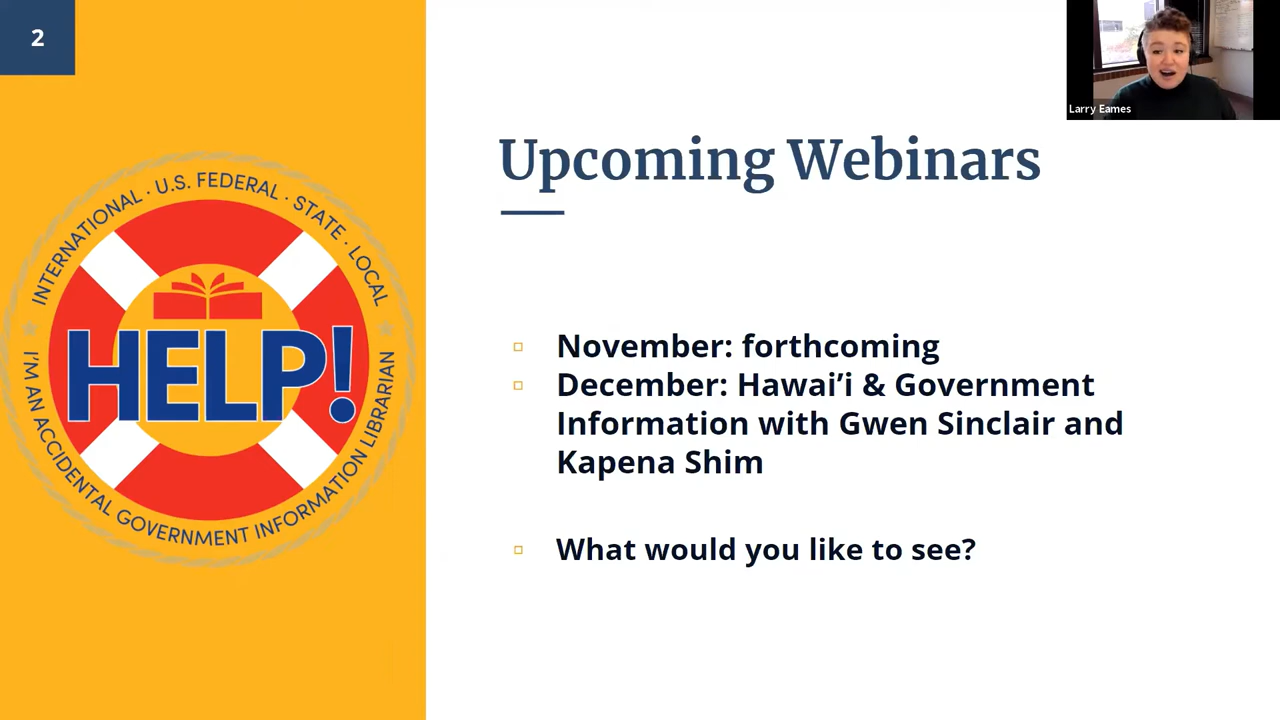 2
Larry Eames
Upcoming Webinars
INTERNATIONAL · U.S. FEDERAL · STATE · LOCAL
HELP!
I'M AN ACCIDENTAL GOVERNMENT INFORMATION LIBRARIAN
November: forthcoming
December: Hawai’i & Government
Information with Gwen Sinclair and
Kapena Shim
What would you like to see?